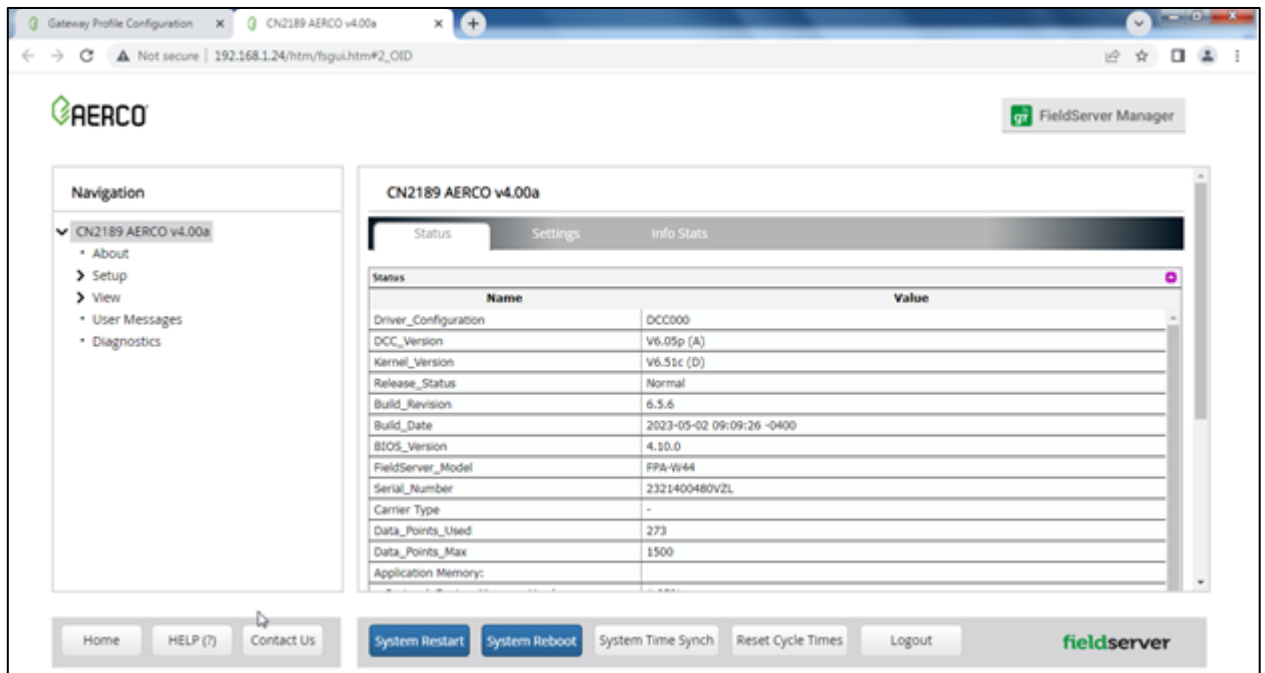 Gateway Profile Configuration
CN2189 AERCO v4.00a
Not secure | 192.168.1.24/htm/fsgui.htm#2_OID
AERCO
gT FieldServer Manager
Navigation
CN2189 AERCO v4.00a
About
Setup
View
User Messages
Diagnostics
CN2189 AERCO v4.00a
Status Settings Info Stats
Status
Name Value
Driver_Configuration DCC000
DCC_Version V6.05p (A)
Kernel_Version V6.51c (D)
Release_Status Normal
Build_Revision 6.5.6
Build_Date 2023-05-02 09:09:26 -0400
BIOS_Version 4.10.0
FieldServer_Model FPA-W44
Serial_Number 2321400480VZL
Carrier Type -
Data_Points_Used 273
Data_Points_Max 1500
Application Memory:
Home HELP (?) Contact Us
System Restart System Reboot System Time Synch Reset Cycle Times Logout
fieldserver